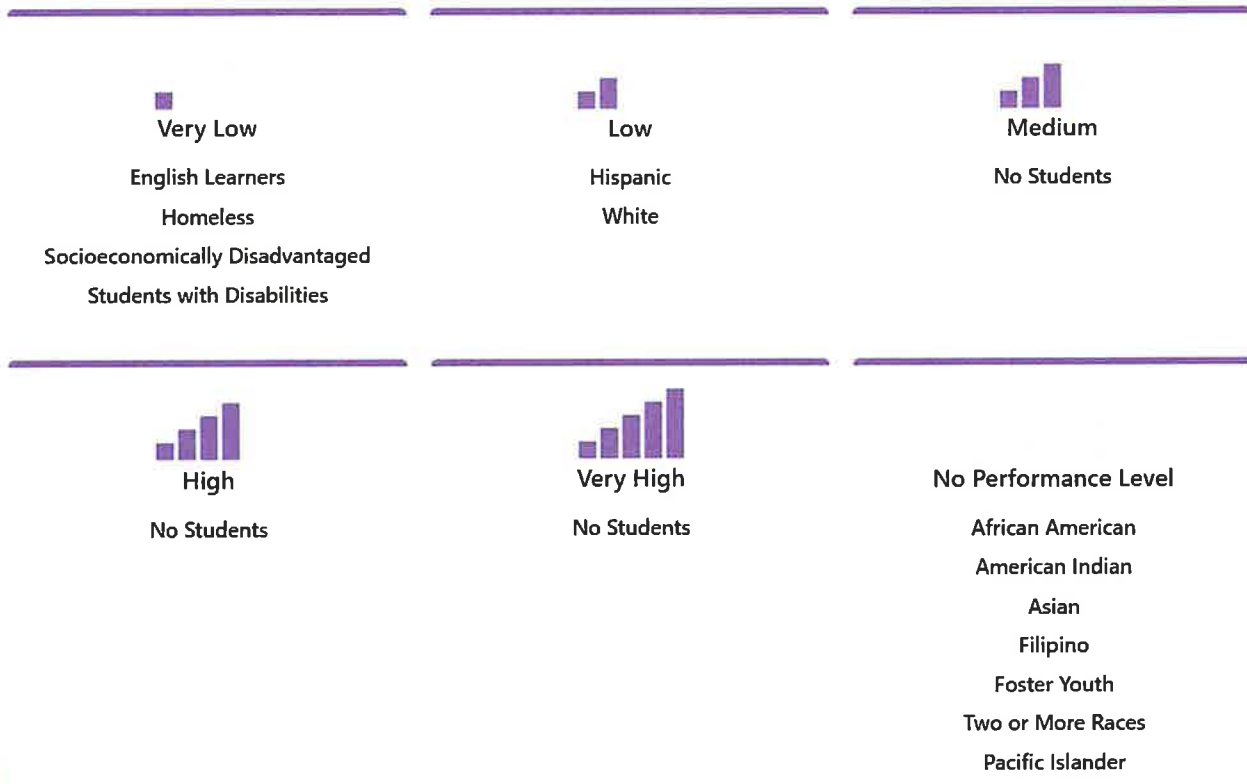 Very Low
English Learners
Homeless
Socioeconomically Disadvantaged
Students with Disabilities
Low
Hispanic
White
Medium
No Students
High
No Students
Very High
No Students
No Performance Level
African American
American Indian
Asian
Filipino
Foster Youth
Two or More Races
Pacific Islander